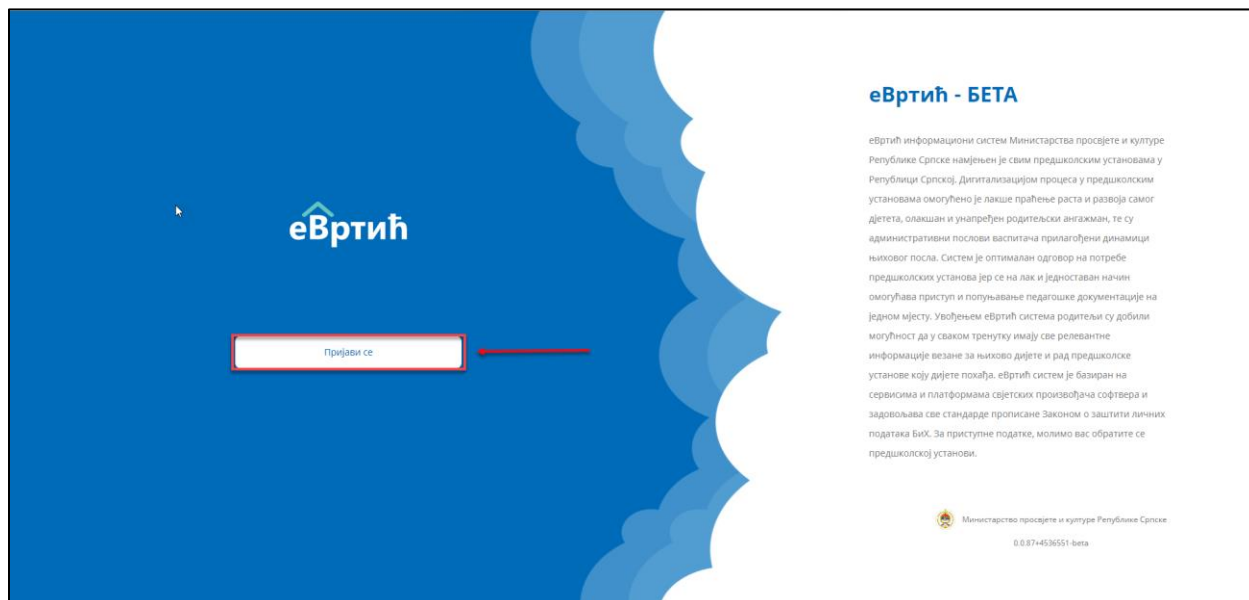 еВртић
Пријави се
еВртић - БЕТА
еВртић информациони систем Министарства просвјете и културе
Републике Српске намјењен је свим предшколским установама у
Републици Српској. Дигитализацијом процеса у предшколским
установама омогућено је лакше праћење раста и развоја самог
дјетета, олакшан и унапређен родитељски ангажман, те су
административни послови васпитача прилагођени динамици
њиховог посла. Систем је оптималан одговор на потребе
предшколских установа јер се на лак и једноставан начин
омогућава приступ и попуњавање педагошке документације на
једном мјесту. Увођењем еВртић система родитељи су добили
могућност да у сваком тренутку имају све релевантне
информације везане за њихово дијете и рад предшколске
установе коју дијете похађа. еВртић систем је базиран на
сервисима и платформама свјетских произвођача софтвера и
задовољава све стандарде прописане Законом о заштити личних
података БиХ. За приступне податке, молимо вас обратите се
предшколској установи.
Министарство просвјете и културе Републике Српске
0.0.87+4536551-beta